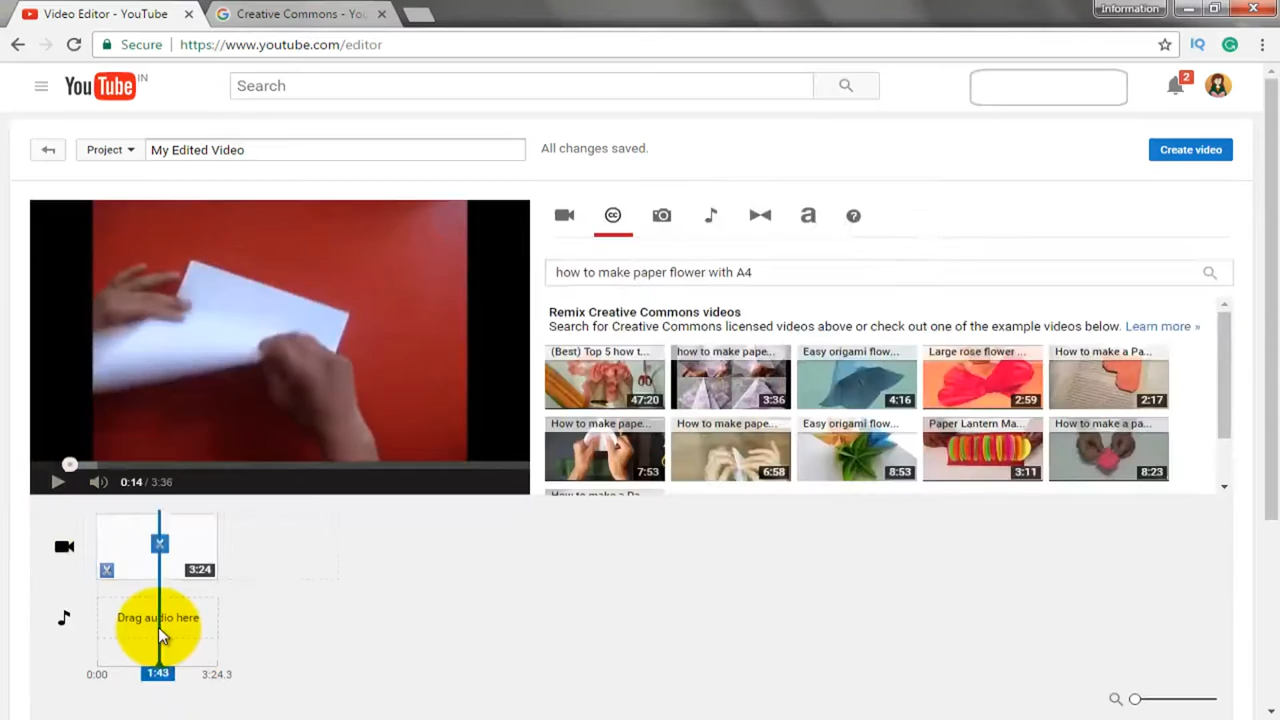 Video Editor - YouTube
Creative Commons - You
Information
Secure
https://www.youtube.com/editor
YouTube IN
Search
2
Project
My Edited Video
All changes saved.
Create video
cc
a
?
how to make paper flower with A4
Remix Creative Commons videos
Search for Creative Commons licensed videos above or check out one of the example videos below. Learn more »
(Best) Top 5 how t...
how to make pape...
Easy origami flow...
Large rose flower ...
How to make a Pa...
47:20
3:36
4:16
2:59
2:17
How to make pape...
How to make pape...
Easy origami flow...
Paper Lantern Ma...
How to make a pa...
7:53
6:58
8:53
3:11
8:23
How to make a Pa...
0:14 / 3:36
3:24
Drag audio here
0:00
1:43
3:24.3